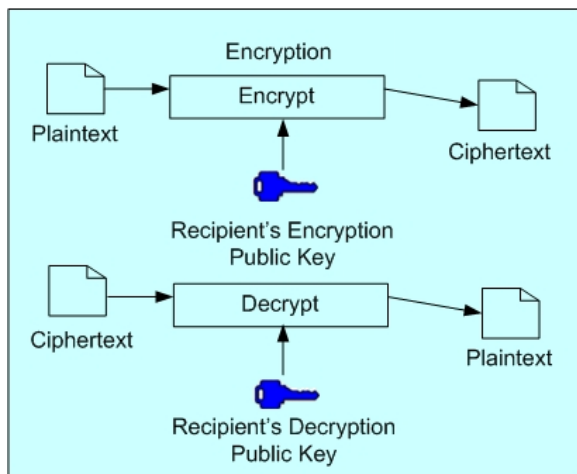 Encryption
Plaintext
Encrypt
Ciphertext
Recipient's Encryption
Public Key
Ciphertext
Decrypt
Plaintext
Recipient's Decryption
Public Key